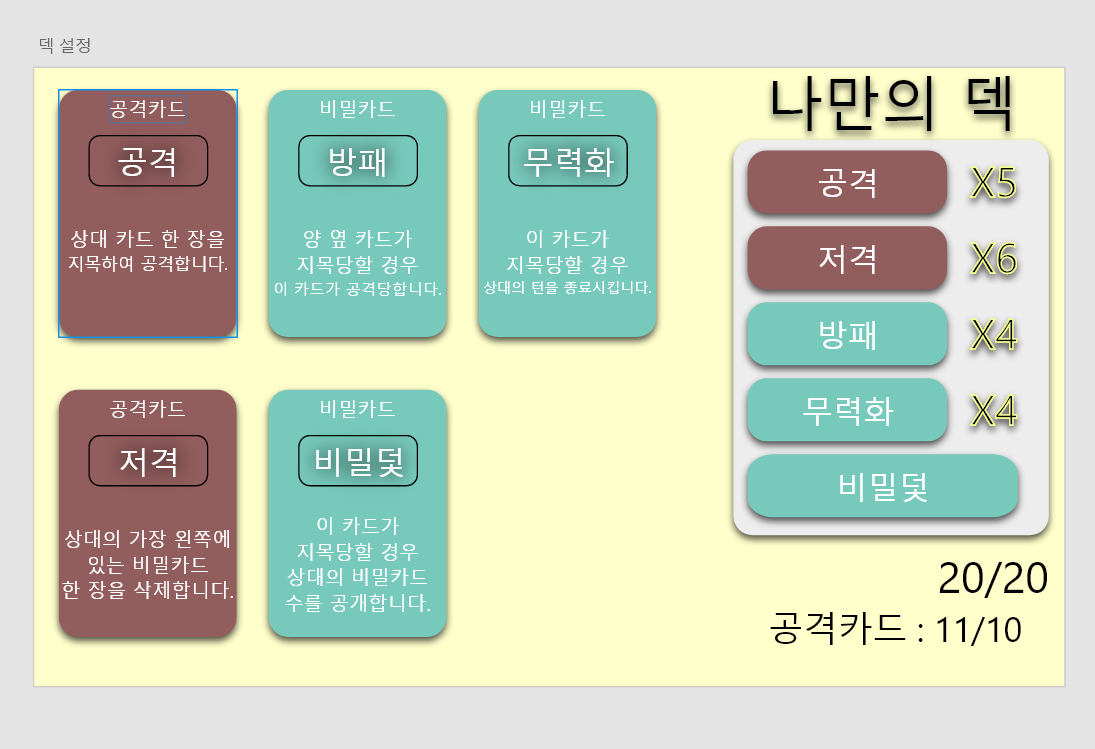 덱 설정
공격카드
공격
상대 카드 한 장을
지목하여 공격합니다.
비밀카드
방패
양 옆 카드가
지목당할 경우
이 카드가 공격당합니다.
비밀카드
무력화
이 카드가
지목당할 경우
상대의 턴을 종료시킵니다.
공격카드
저격
상대의 가장 왼쪽에
있는 비밀카드
한 장을 삭제합니다.
비밀카드
비밀덫
이 카드가
지목당할 경우
상대의 비밀카드
수를 공개합니다.
나만의 덱
공격 X5
저격 X6
방패 X4
무력화 X4
비밀덫
20/20
공격카드 : 11/10